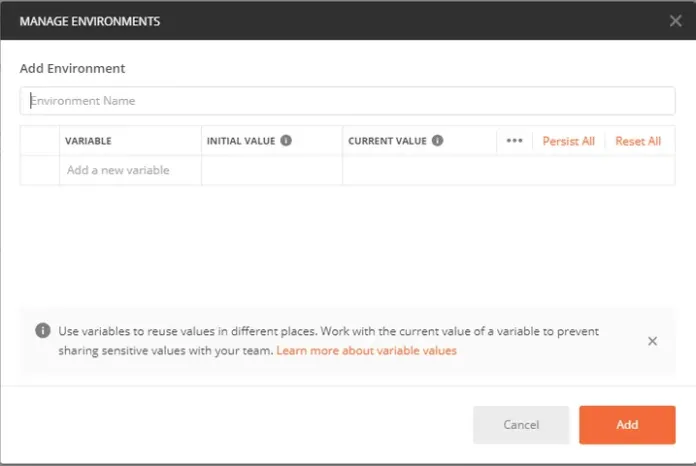 MANAGE ENVIRONMENTS
Add Environment
Environment Name
VARIABLE INITIAL VALUE CURRENT VALUE ••• Persist All Reset All
Add a new variable
Use variables to reuse values in different places. Work with the current value of a variable to prevent
sharing sensitive values with your team. Learn more about variable values
Cancel Add